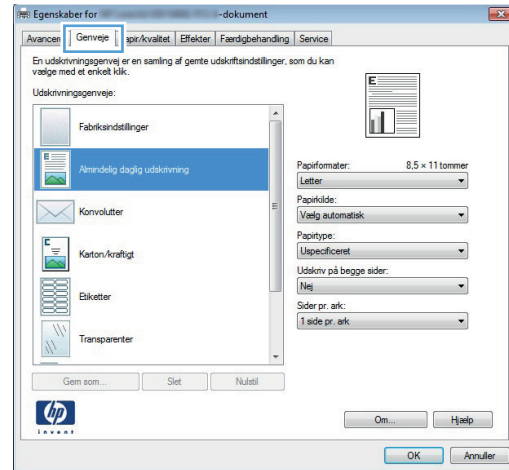 Egenskaber for -dokument
Genveje apir/kvalitet Effekter Færdigbehandling Service
En udskrivningsgenvej er en samling af gemte udskriftsindstillinger, som du kan
vælge med et enkelt klik.
Udskrivningsgenveje:
Fabriksindstillinger
Almindelig daglig udskrivning
Konvolutter
Karton/kraftigt
Etiketter
Transparenter
Gem som... Slet Nulstil
E
Papirformater: 8,5 × 11 tommer
Letter
Papirkilde:
Vælg automatisk
Papirtype:
Uspecificeret
Udskriv på begge sider:
Nej
Sider pr. ark:
1 side pr. ark
hp
invent
Om... Hjælp
OK Annuller